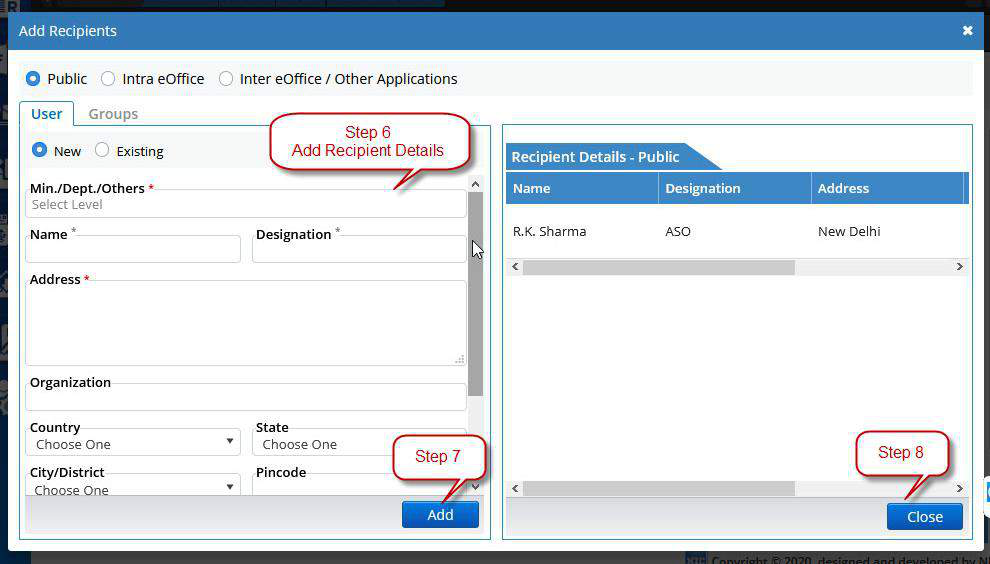 Add Recipients
Public Intra eOffice Inter eOffice / Other Applications
User Groups
New Existing
Step 6
Add Recipient Details
Min./Dept./Others *
Select Level
Name * Designation *
Address *
Organization
Country State
Choose One Choose One
City/District Pincode
Choose One
Step 7
Add
Recipient Details - Public
Name Designation Address
R.K. Sharma ASO New Delhi
Step 8
Close
Copyright © 2020, designed and developed by